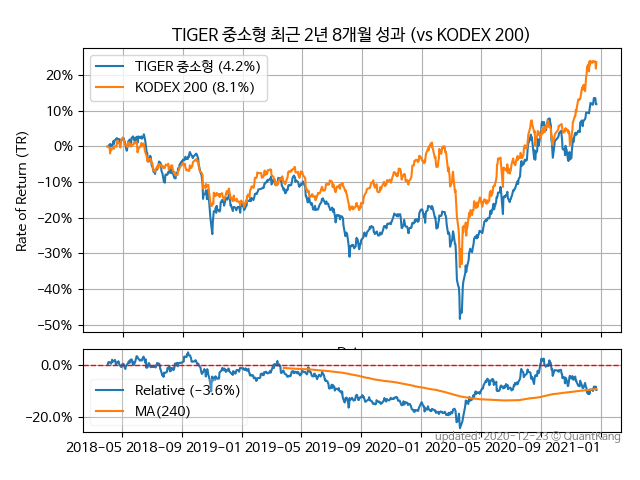 TIGER 중소형 최근 2년 8개월 성과 (vs KODEX 200)
TIGER 중소형 (4.2%)
KODEX 200 (8.1%)
Rate of Return (TR)
20%
10%
0%
−10%
−20%
−30%
−40%
−50%
0.0%
−20.0%
Relative (−3.6%)
MA(240)
2018−05 2018−09 2019−01 2019−05 2019−09 2020−01 2020−05 2020−09 2021−01
updated: 2020−12−23 © QuantKang